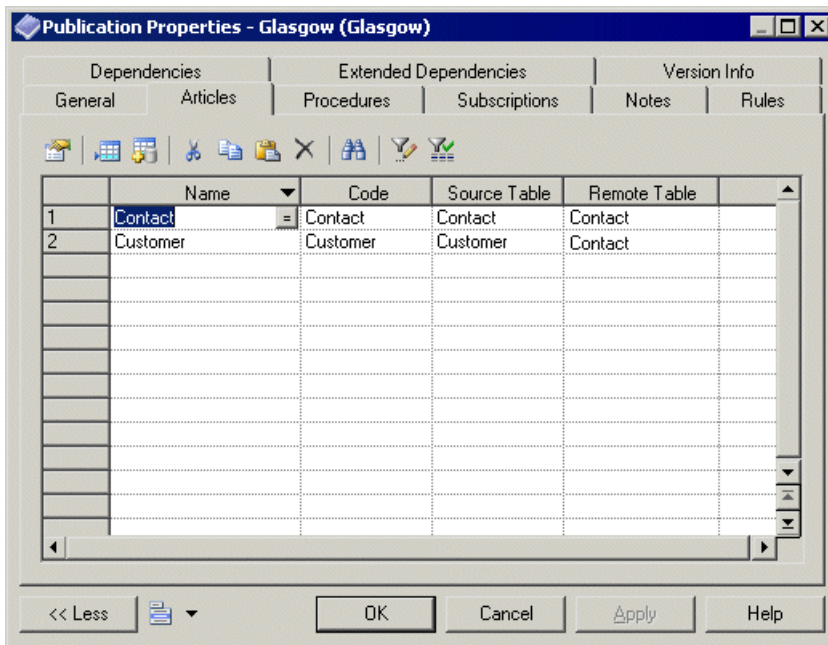 Publication Properties - Glasgow (Glasgow)
Dependencies Extended Dependencies Version Info
General Articles Procedures Subscriptions Notes Rules
Name Code Source Table Remote Table
1 Contact = Contact Contact Contact
2 Customer Customer Customer Contact
<< Less OK Cancel Apply Help